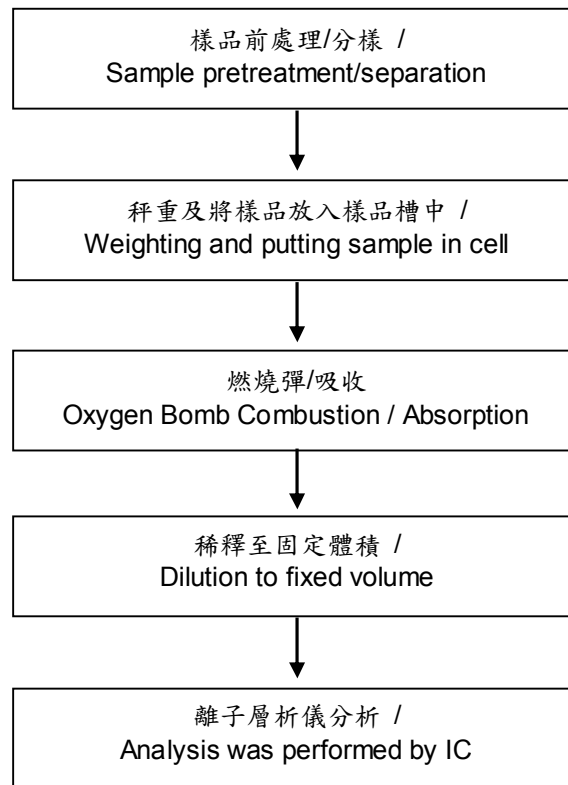 樣品前處理/分樣 /
Sample pretreatment/separation
秤重及將樣品放入樣品槽中 /
Weighting and putting sample in cell
燃燒彈/吸收
Oxygen Bomb Combustion / Absorption
稀釋至固定體積 /
Dilution to fixed volume
離子層析儀分析 /
Analysis was performed by IC